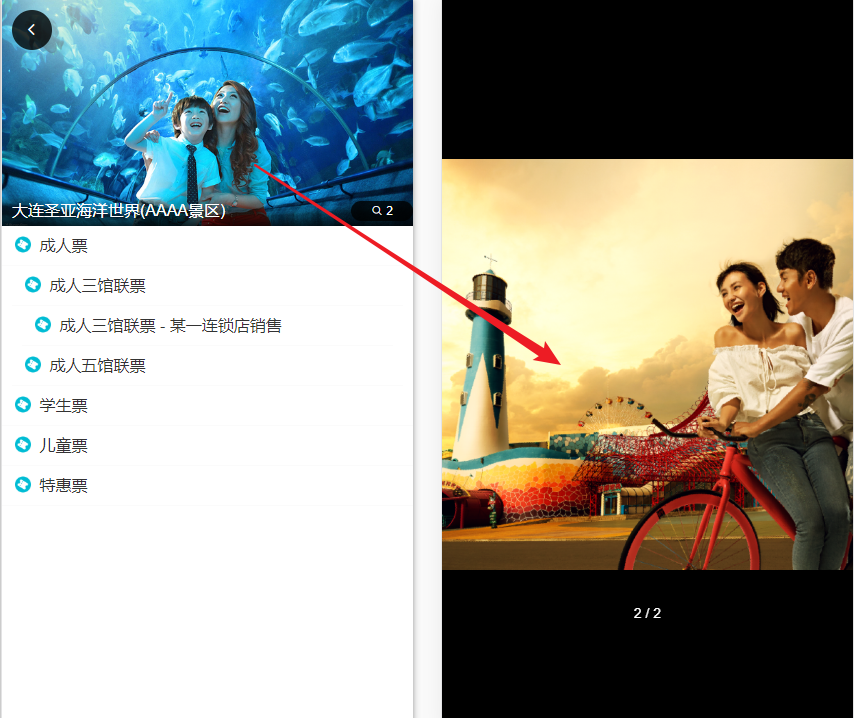 大连圣亚海洋世界(AAAA景区)
2
成人票
成人三馆联票
成人三馆联票 - 某一连锁店销售
成人五馆联票
学生票
儿童票
特惠票
2 / 2